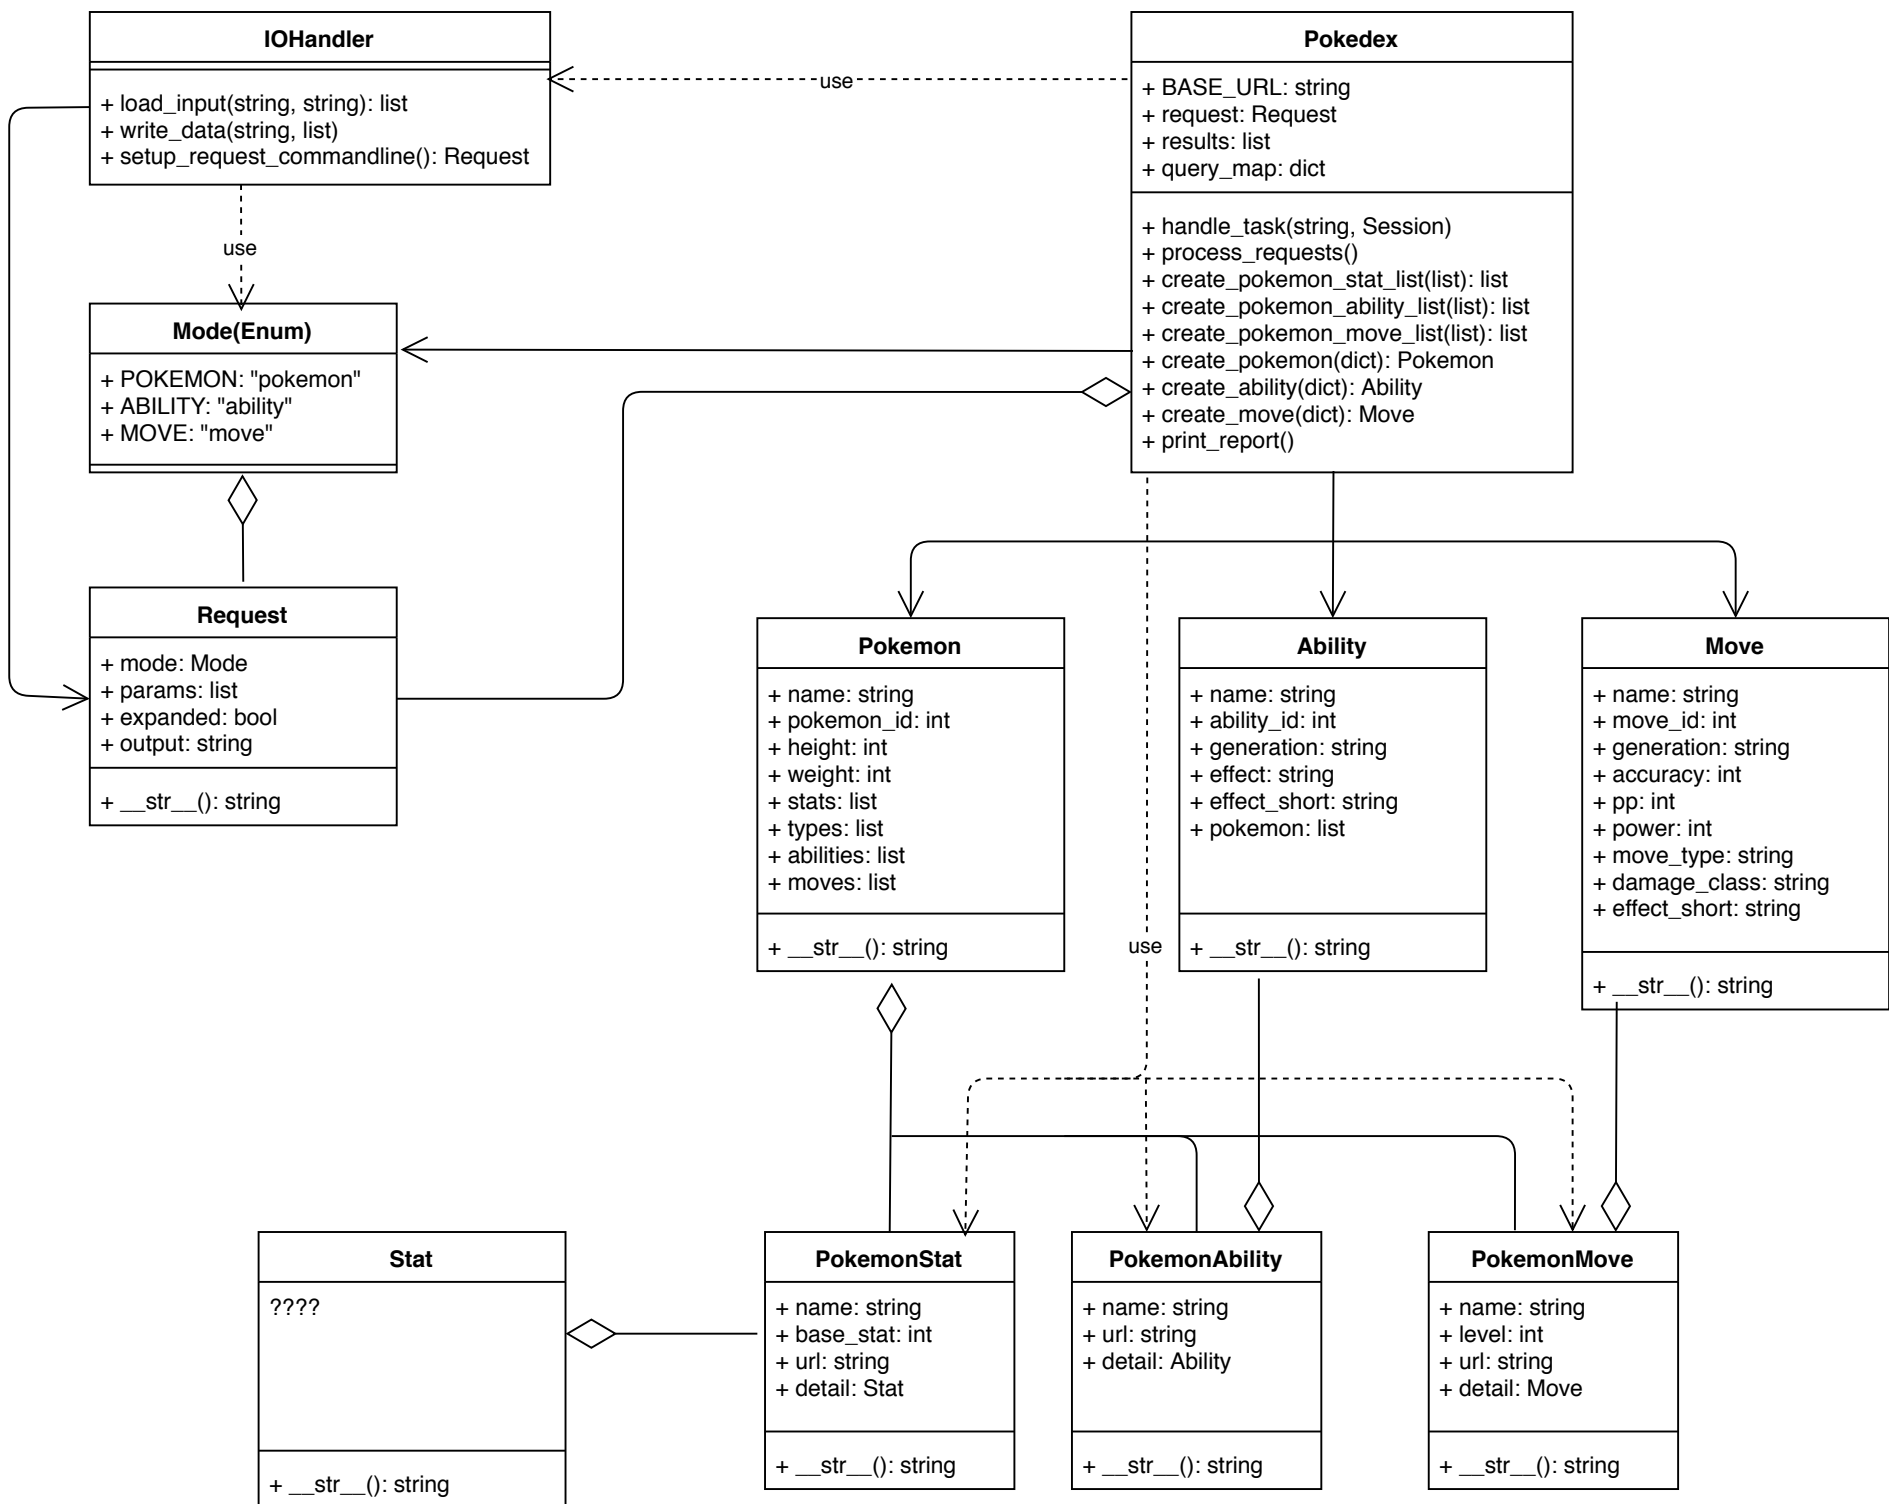 IOHandler
+ load_input(string, string): list
+ write_data(string, list)
+ setup_request_commandline(): Request
use
Pokedex
+ BASE_URL: string
+ request: Request
+ results: list
+ query_map: dict
+ handle_task(string, Session)
+ process_requests()
+ create_pokemon_stat_list(list): list
+ create_pokemon_ability_list(list): list
+ create_pokemon_move_list(list): list
+ create_pokemon(dict): Pokemon
+ create_ability(dict): Ability
+ create_move(dict): Move
+ print_report()
use
Mode(Enum)
+ POKEMON: "pokemon"
+ ABILITY: "ability"
+ MOVE: "move"
Request
+ mode: Mode
+ params: list
+ expanded: bool
+ output: string
+ __str__(): string
Pokemon
+ name: string
+ pokemon_id: int
+ height: int
+ weight: int
+ stats: list
+ types: list
+ abilities: list
+ moves: list
+ __str__(): string
use
Ability
+ name: string
+ ability_id: int
+ generation: string
+ effect: string
+ effect_short: string
+ pokemon: list
+ __str__(): string
Move
+ name: string
+ move_id: int
+ generation: string
+ accuracy: int
+ pp: int
+ power: int
+ move_type: string
+ damage_class: string
+ effect_short: string
+ __str__(): string
Stat
????
+ __str__(): string
PokemonStat
+ name: string
+ base_stat: int
+ url: string
+ detail: Stat
+ __str__(): string
PokemonAbility
+ name: string
+ url: string
+ detail: Ability
+ __str__(): string
PokemonMove
+ name: string
+ level: int
+ url: string
+ detail: Move
+ __str__(): string